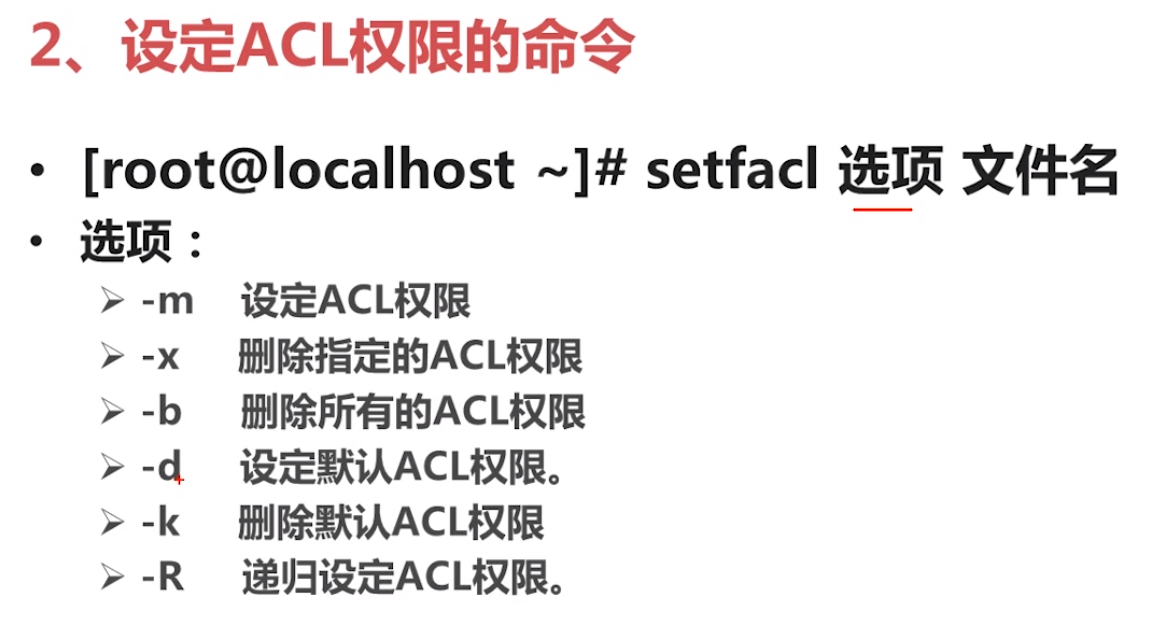 2、设定ACL权限的命令
• [root@localhost ~]# setfacl 选项 文件名
• 选项：
➢ -m 设定ACL权限
➢ -x 删除指定的ACL权限
➢ -b 删除所有的ACL权限
➢ -d 设定默认ACL权限。
➢ -k 删除默认ACL权限
➢ -R 递归设定ACL权限。